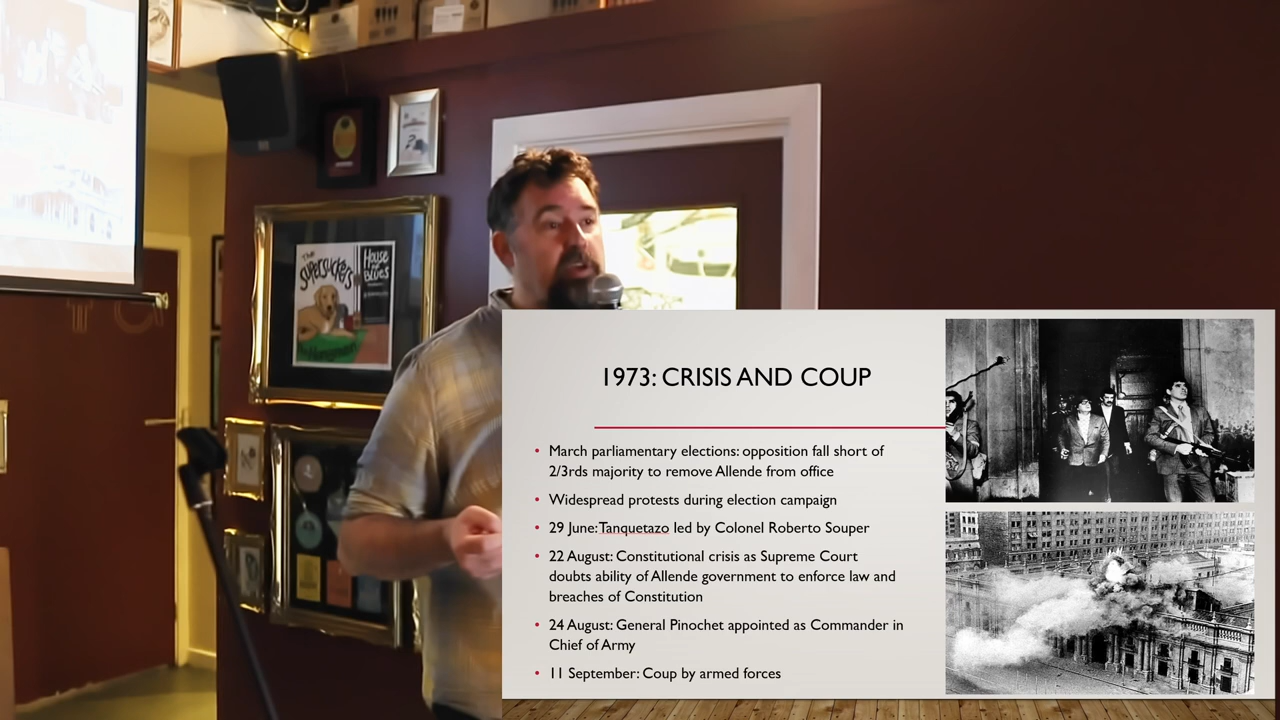 The
SUPERSUCKERS
HOUSE
OF
BLUES
1973: CRISIS AND COUP
• March parliamentary elections: opposition fall short of
2/3rds majority to remove Allende from office
• Widespread protests during election campaign
• 29 June: Tanquetazo led by Colonel Roberto Souper
• 22 August: Constitutional crisis as Supreme Court
doubts ability of Allende government to enforce law and
breaches of Constitution
• 24 August: General Pinochet appointed as Commander in
Chief of Army
• 11 September: Coup by armed forces